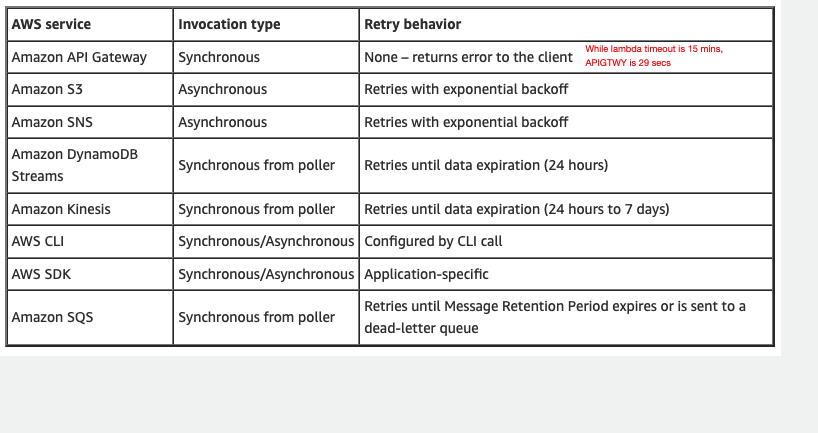 AWS service Invocation type Retry behavior
Amazon API Gateway Synchronous None – returns error to the client While lambda timeout is 15 mins,
APIGTWY is 29 secs
Amazon S3 Asynchronous Retries with exponential backoff
Amazon SNS Asynchronous Retries with exponential backoff
Amazon DynamoDB
Streams Synchronous from poller Retries until data expiration (24 hours)
Amazon Kinesis Synchronous from poller Retries until data expiration (24 hours to 7 days)
AWS CLI Synchronous/Asynchronous Configured by CLI call
AWS SDK Synchronous/Asynchronous Application-specific
Amazon SQS Synchronous from poller Retries until Message Retention Period expires or is sent to a
dead-letter queue